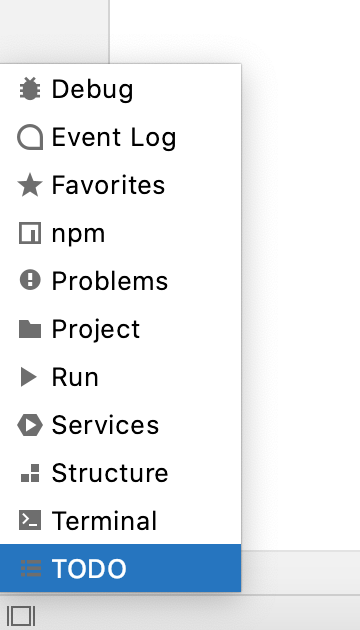 Debug
Event Log
Favorites
npm
Problems
Project
Run
Services
Structure
Terminal
TODO